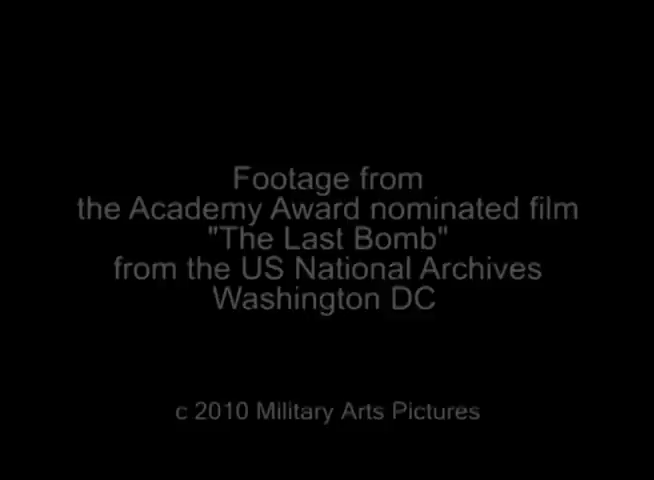 Footage from
the Academy Award nominated film
"The Last Bomb"
from the US National Archives
Washington DC
c 2010 Military Arts Pictures